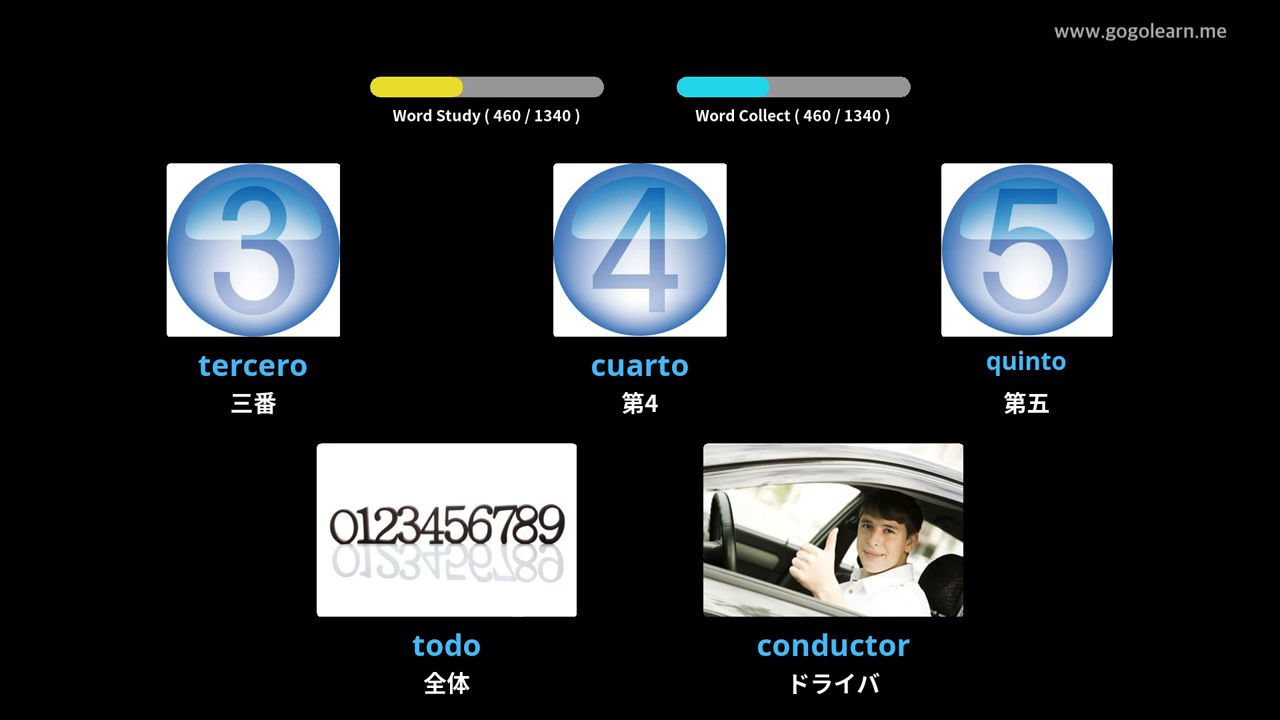 www.gogolearn.me
Word Study ( 460 / 1340 )
Word Collect ( 460 / 1340 )
3
4
5
tercero
cuarto
quinto
三番
第4
第五
0123456789
todo
conductor
全体
ドライバ